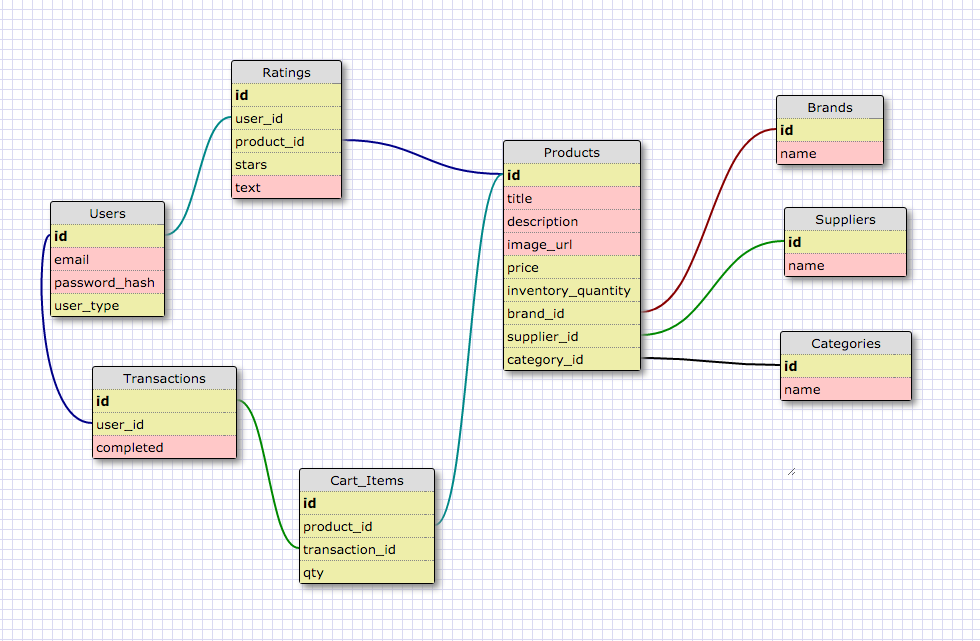 Ratings
id
user_id
product_id
stars
text
Users
id
email
password_hash
user_type
Transactions
id
user_id
completed
Cart_Items
id
product_id
transaction_id
qty
Products
id
title
description
image_url
price
inventory_quantity
brand_id
supplier_id
category_id
Brands
id
name
Suppliers
id
name
Categories
id
name